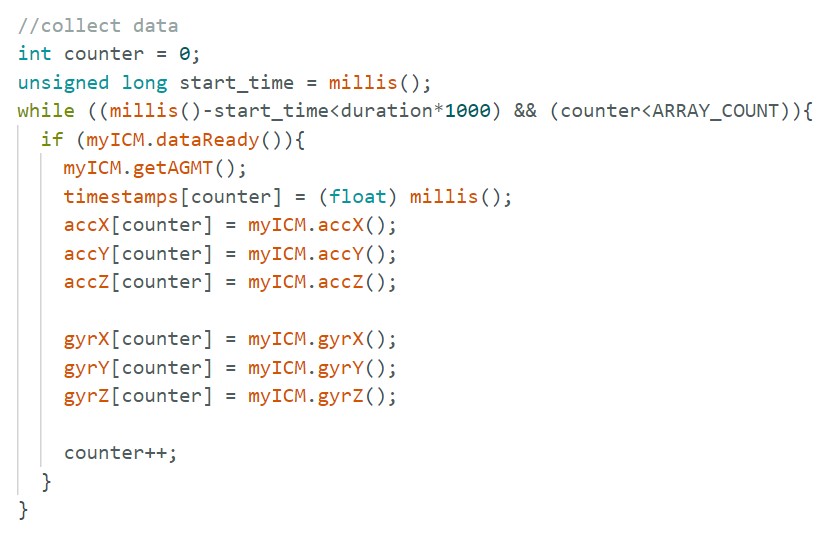 //collect data
int counter = 0;
unsigned long start_time = millis();
while ((millis()-start_time<duration*1000) && (counter<ARRAY_COUNT)){
  if (myICM.dataReady()){
    myICM.getAGMT();
    timestamps[counter] = (float) millis();
    accX[counter] = myICM.accX();
    accY[counter] = myICM.accY();
    accZ[counter] = myICM.accZ();

    gyrX[counter] = myICM.gyrX();
    gyrY[counter] = myICM.gyrY();
    gyrZ[counter] = myICM.gyrZ();

    counter++;
  }
}